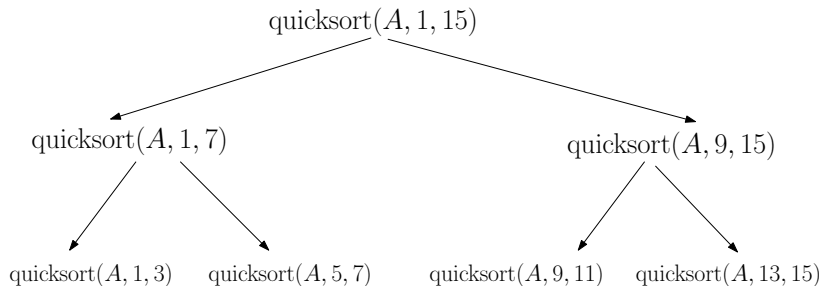 quicksort(A, 1, 15)
quicksort(A, 1, 7)
quicksort(A, 9, 15)
quicksort(A, 1, 3)
quicksort(A, 5, 7)
quicksort(A, 9, 11)
quicksort(A, 13, 15)